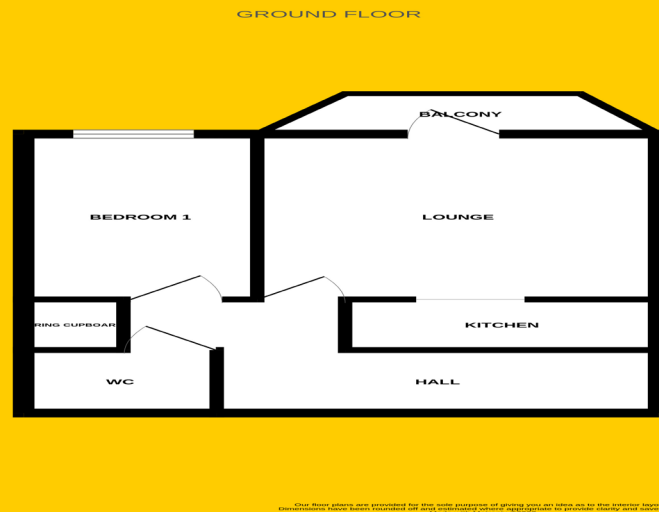 GROUND FLOOR
BALCONY
BEDROOM 1
LOUNGE
RING CUPBOAR
KITCHEN
WC
HALL
Our floor plans are provided for the sole purpose of giving you an idea as to the interior layo
Dimensions have been rounded off and estimated where appropriate to provide clarity and save